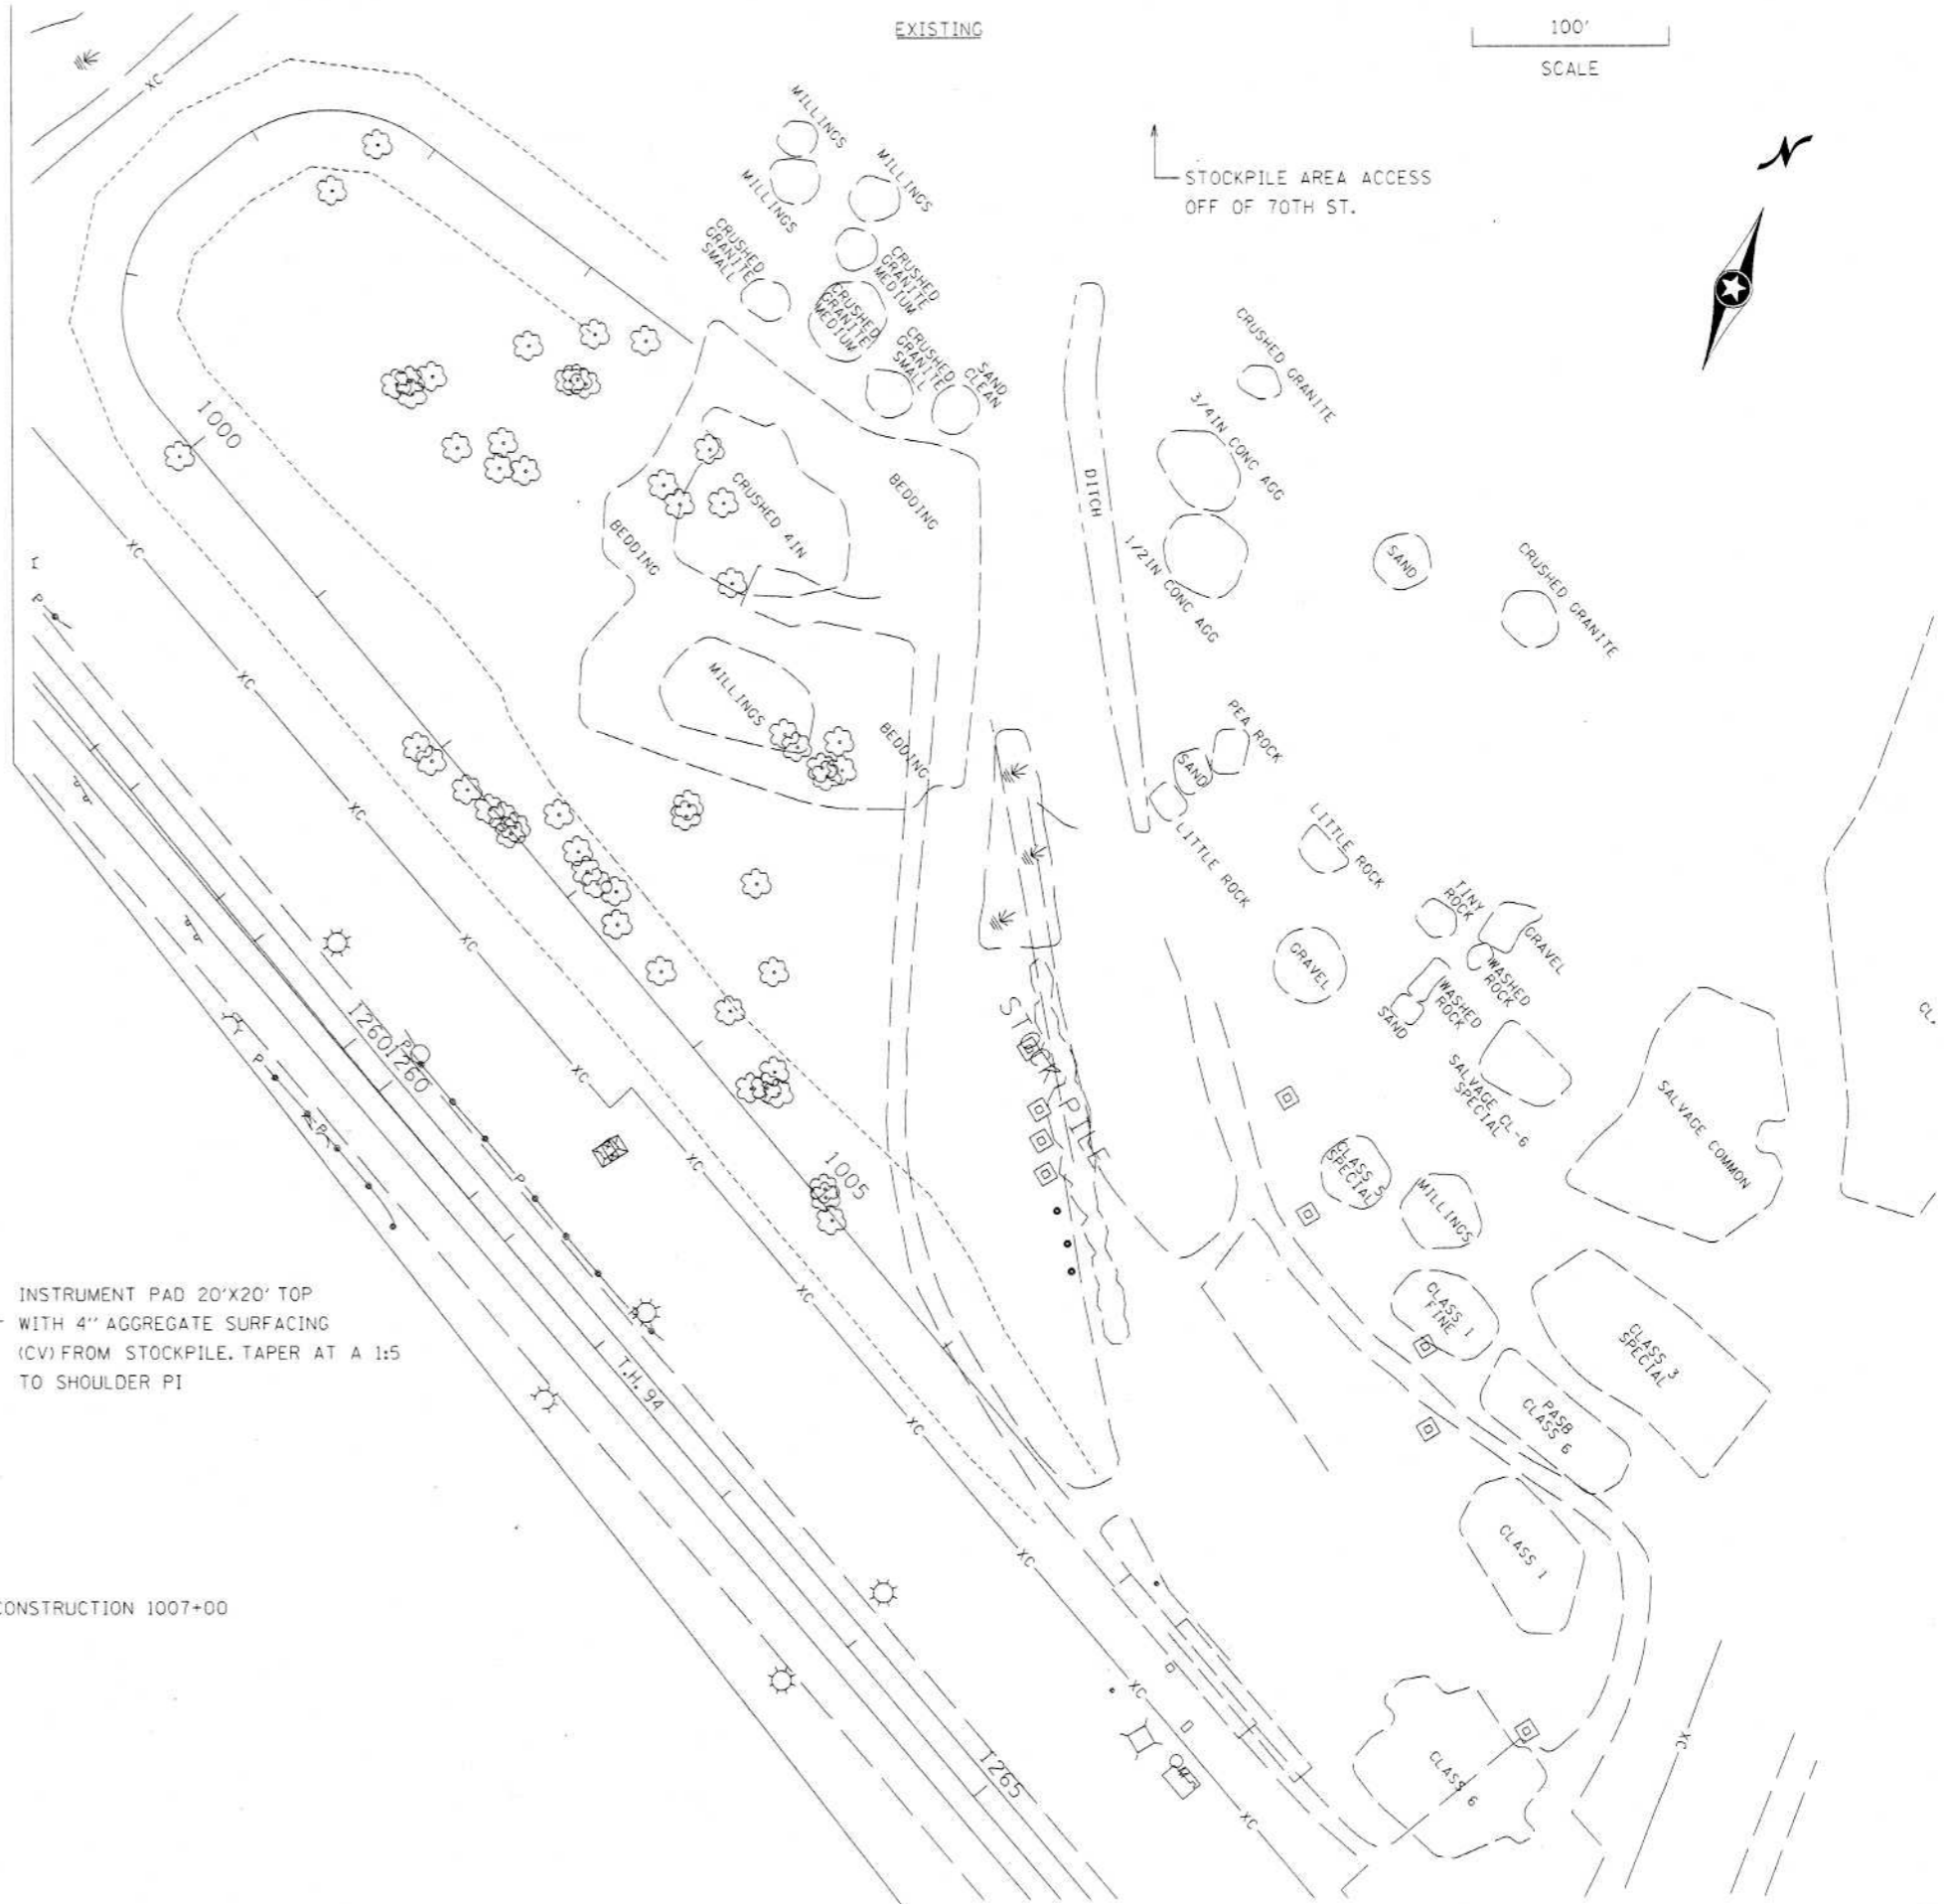 EXISTING
100'
SCALE
N
STOCKPILE AREA ACCESS
OFF OF 70TH ST.
XC
MILLINGS
MILLINGS
MILLINGS
CRUSHED
GRANITE
SMALL
CRUSHED
GRANITE
MEDIUM
CRUSHED
GRANITE
MEDIUM
CRUSHED
GRANITE
SMALL
SAND
CLEAN
CRUSHED GRANITE
3/4IN CONC AGG
1000
BEDDING
CRUSHED 4IN
BEDDING
DITCH
1/2IN CONC AGG
SAND
CRUSHED GRANITE
XC
I
P
XC
MILLINGS
BEDDING
PEA ROCK
SAND
LITTLE ROCK
LITTLE ROCK
XC
TINY
ROCK
GRAVEL
GRAVEL
WASHED
ROCK
WASHED
ROCK
SAND
XC
CL.
STOCK PILE
1260
1260
P
P
P
XC
SALVAGE CL-6
SPECIAL
SALVAGE COMMON
P
XC
1005
CLASS 5
SPECIAL
MILLINGS
INSTRUMENT PAD 20'X20' TOP
WITH 4'' AGGREGATE SURFACING
(CV) FROM STOCKPILE. TAPER AT A 1:5
TO SHOULDER PI
XC
P
CLASS 1
FINE
CLASS 3
SPECIAL
T.H. 94
XC
PASB
CLASS 6
XC
CLASS 1
CONSTRUCTION 1007+00
XC
XC
1265
CLASS 6
XC